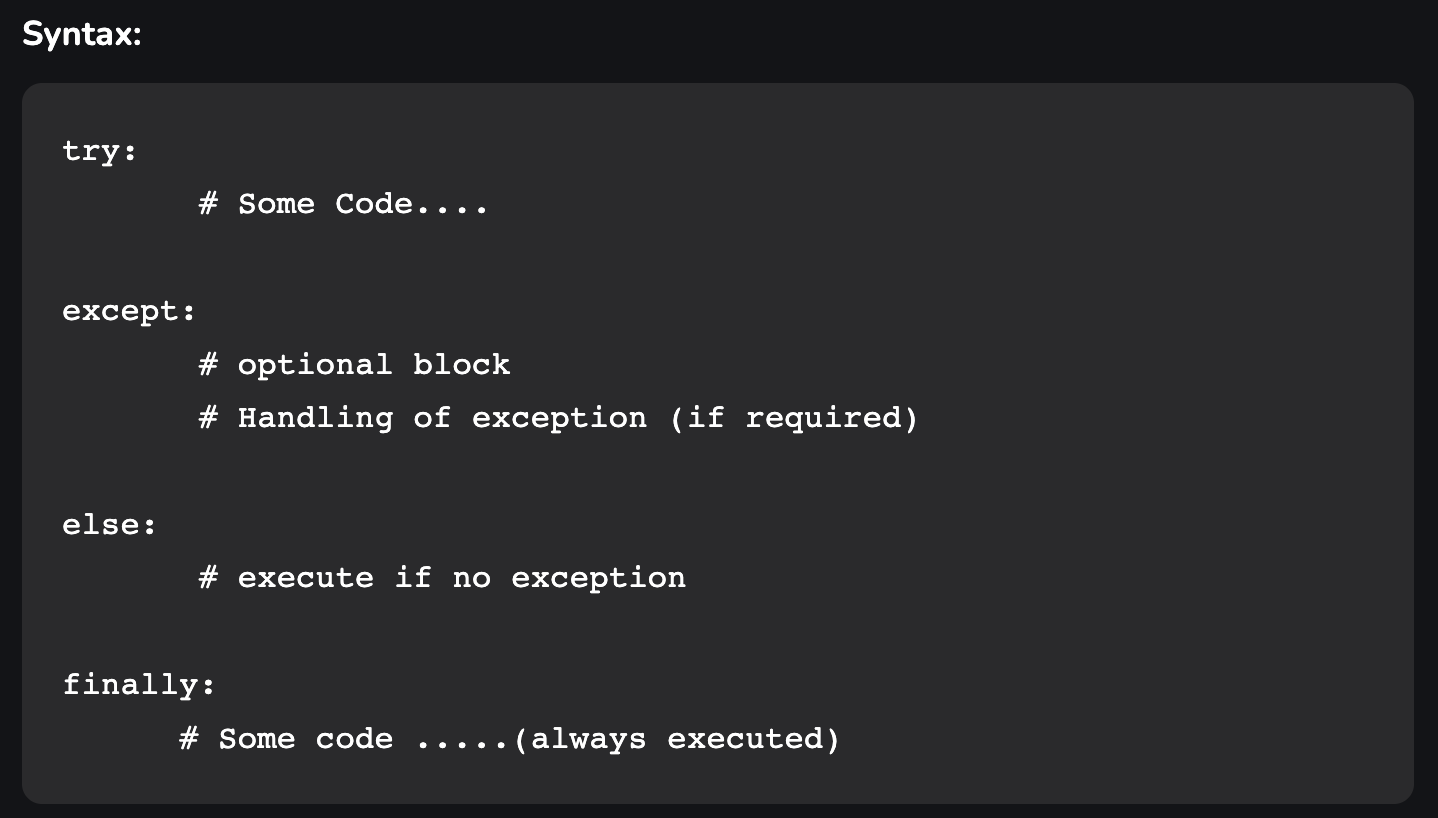 Syntax:
try:
       # Some Code....
except:
       # optional block
       # Handling of exception (if required)
else:
       # execute if no exception
finally:
      # Some code .....(always executed)